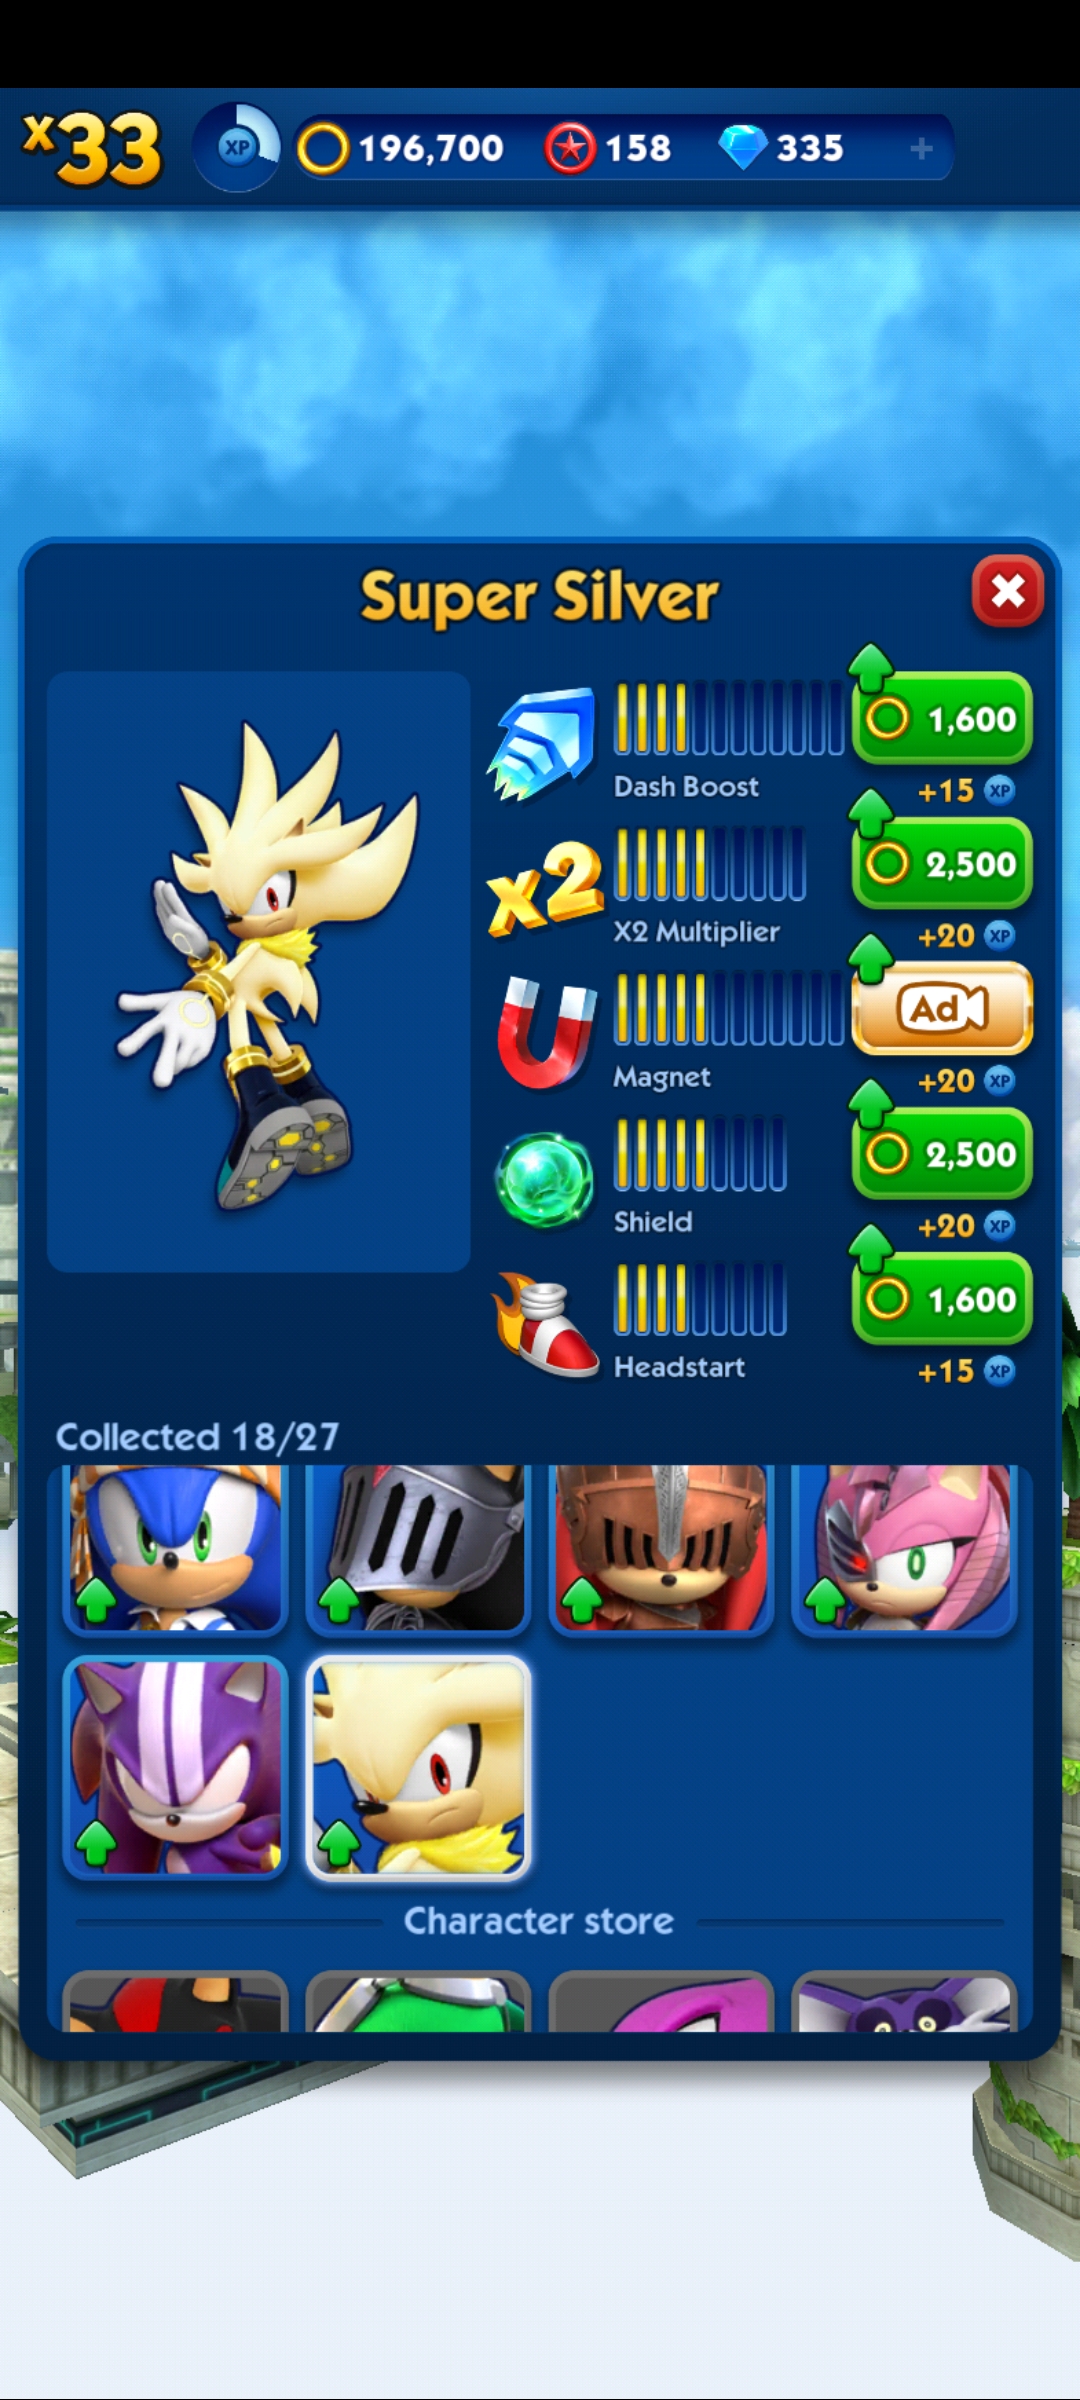 x33 XP 196,700 158 335 +
Super Silver
1,600
Dash Boost
+15 XP
x2
2,500
X2 Multiplier
+20 XP
Ad
Magnet
+20 XP
2,500
Shield
+20 XP
1,600
Headstart
+15 XP
Collected 18/27
Character store